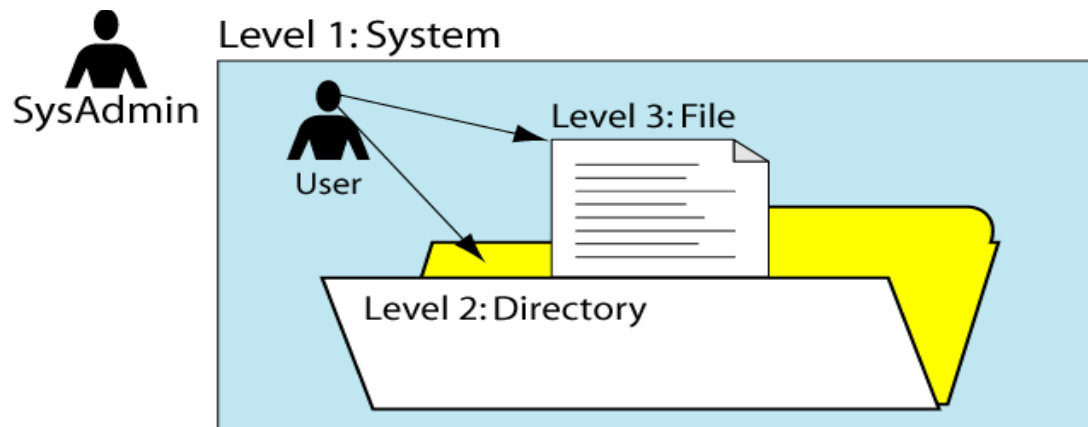 Level 1: System
SysAdmin
Level 3: File
User
Level 2: Directory